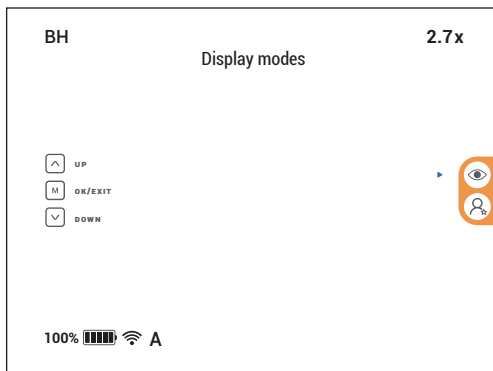 BH 2.7x
Display modes
UP
M OK/EXIT
DOWN
100% A